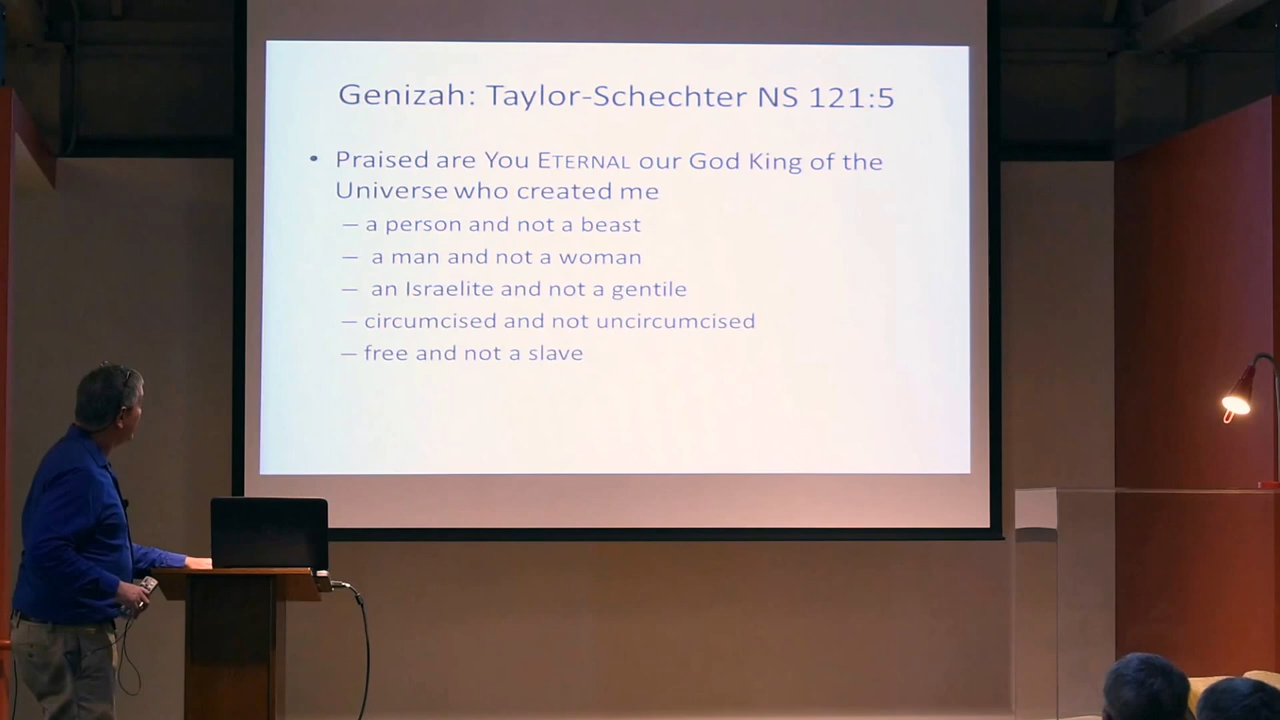 Genizah: Taylor-Schechter NS 121:5
• Praised are You ETERNAL our God King of the
Universe who created me
– a person and not a beast
– a man and not a woman
– an Israelite and not a gentile
– circumcised and not uncircumcised
– free and not a slave